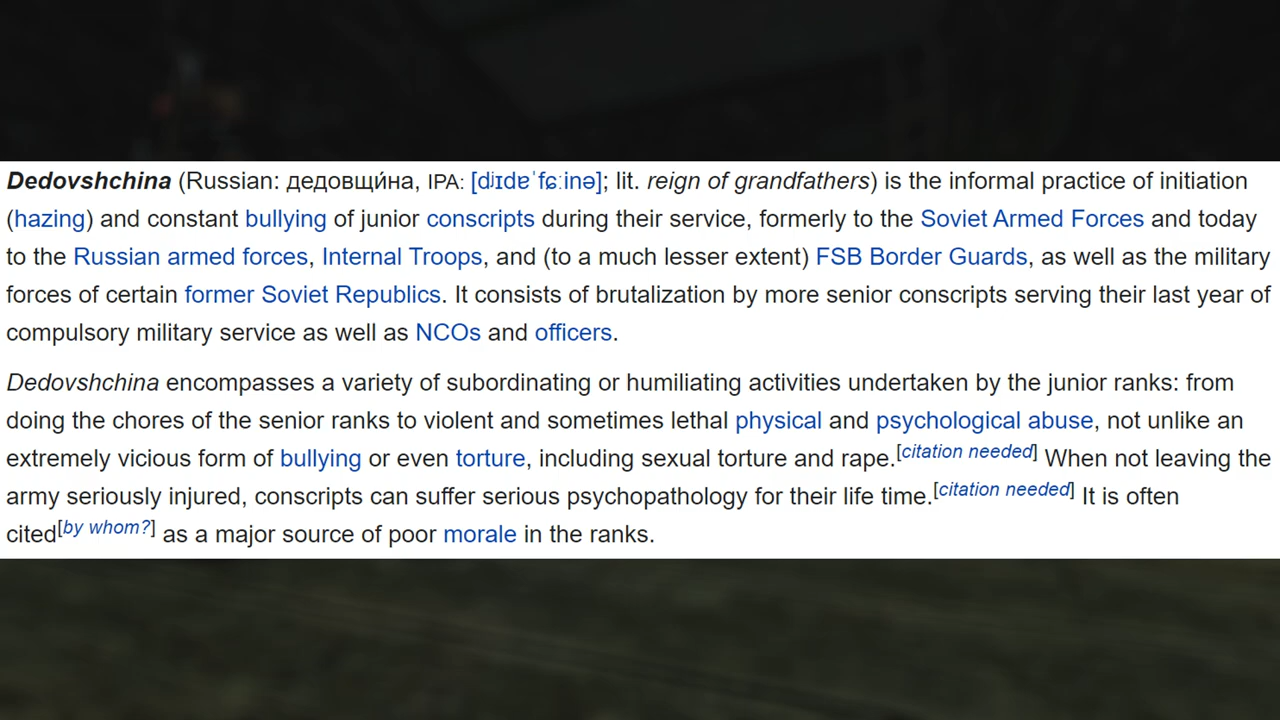 Dedovshchina (Russian: дедовщи́на, IPA: [dʲɪdɐˈfɕːinə]; lit. reign of grandfathers) is the informal practice of initiation
(hazing) and constant bullying of junior conscripts during their service, formerly to the Soviet Armed Forces and today
to the Russian armed forces, Internal Troops, and (to a much lesser extent) FSB Border Guards, as well as the military
forces of certain former Soviet Republics. It consists of brutalization by more senior conscripts serving their last year of
compulsory military service as well as NCOs and officers.
Dedovshchina encompasses a variety of subordinating or humiliating activities undertaken by the junior ranks: from
doing the chores of the senior ranks to violent and sometimes lethal physical and psychological abuse, not unlike an
extremely vicious form of bullying or even torture, including sexual torture and rape.[citation needed] When not leaving the
army seriously injured, conscripts can suffer serious psychopathology for their life time.[citation needed] It is often
cited[by whom?] as a major source of poor morale in the ranks.